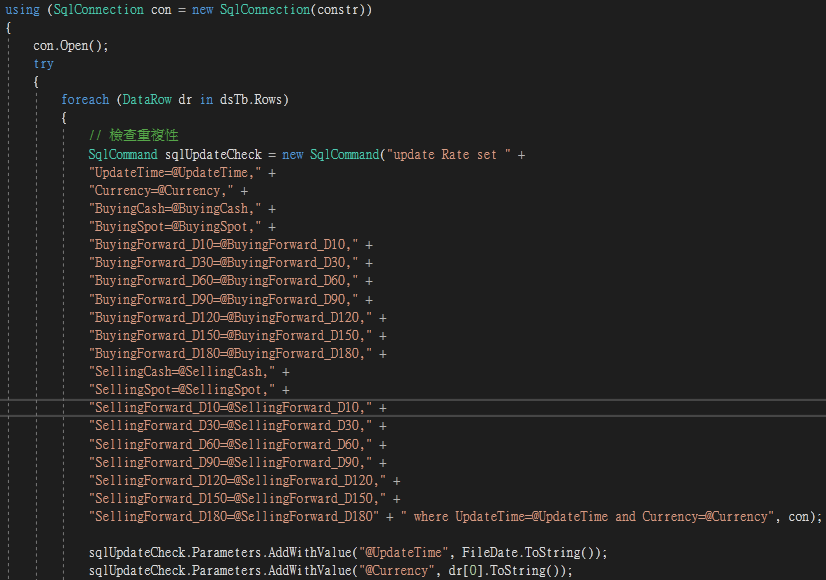 using (SqlConnection con = new SqlConnection(constr))
{
con.Open();
try
{
foreach (DataRow dr in dsTb.Rows)
{
// 檢查重複性
SqlCommand sqlUpdateCheck = new SqlCommand("update Rate set " +
"UpdateTime=@UpdateTime," +
"Currency=@Currency," +
"BuyingCash=@BuyingCash," +
"BuyingSpot=@BuyingSpot," +
"BuyingForward_D10=@BuyingForward_D10," +
"BuyingForward_D30=@BuyingForward_D30," +
"BuyingForward_D60=@BuyingForward_D60," +
"BuyingForward_D90=@BuyingForward_D90," +
"BuyingForward_D120=@BuyingForward_D120," +
"BuyingForward_D150=@BuyingForward_D150," +
"BuyingForward_D180=@BuyingForward_D180," +
"SellingCash=@SellingCash," +
"SellingSpot=@SellingSpot," +
"SellingForward_D10=@SellingForward_D10," +
"SellingForward_D30=@SellingForward_D30," +
"SellingForward_D60=@SellingForward_D60," +
"SellingForward_D90=@SellingForward_D90," +
"SellingForward_D120=@SellingForward_D120," +
"SellingForward_D150=@SellingForward_D150," +
"SellingForward_D180=@SellingForward_D180" + " where UpdateTime=@UpdateTime and Currency=@Currency", con);
sqlUpdateCheck.Parameters.AddWithValue("@UpdateTime", FileDate.ToString());
sqlUpdateCheck.Parameters.AddWithValue("@Currency", dr[0].ToString());